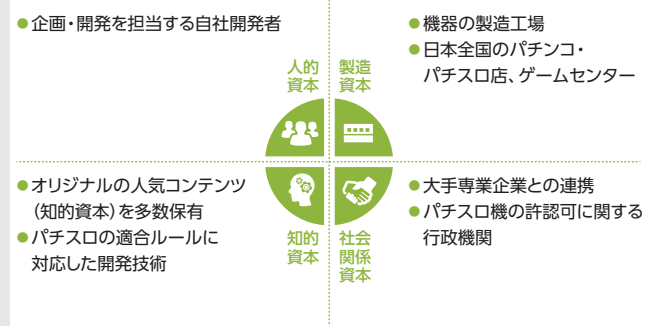 ●企画・開発を担当する自社開発者
人的
資本
●機器の製造工場
●日本全国のパチンコ・
パチスロ店、ゲームセンター
製造
資本
●オリジナルの人気コンテンツ
（知的資本）を多数保有
●パチスロの適合ルールに
対応した開発技術
知的
資本
●大手専業企業との連携
●パチスロ機の許認可に関する
行政機関
社会
関係
資本